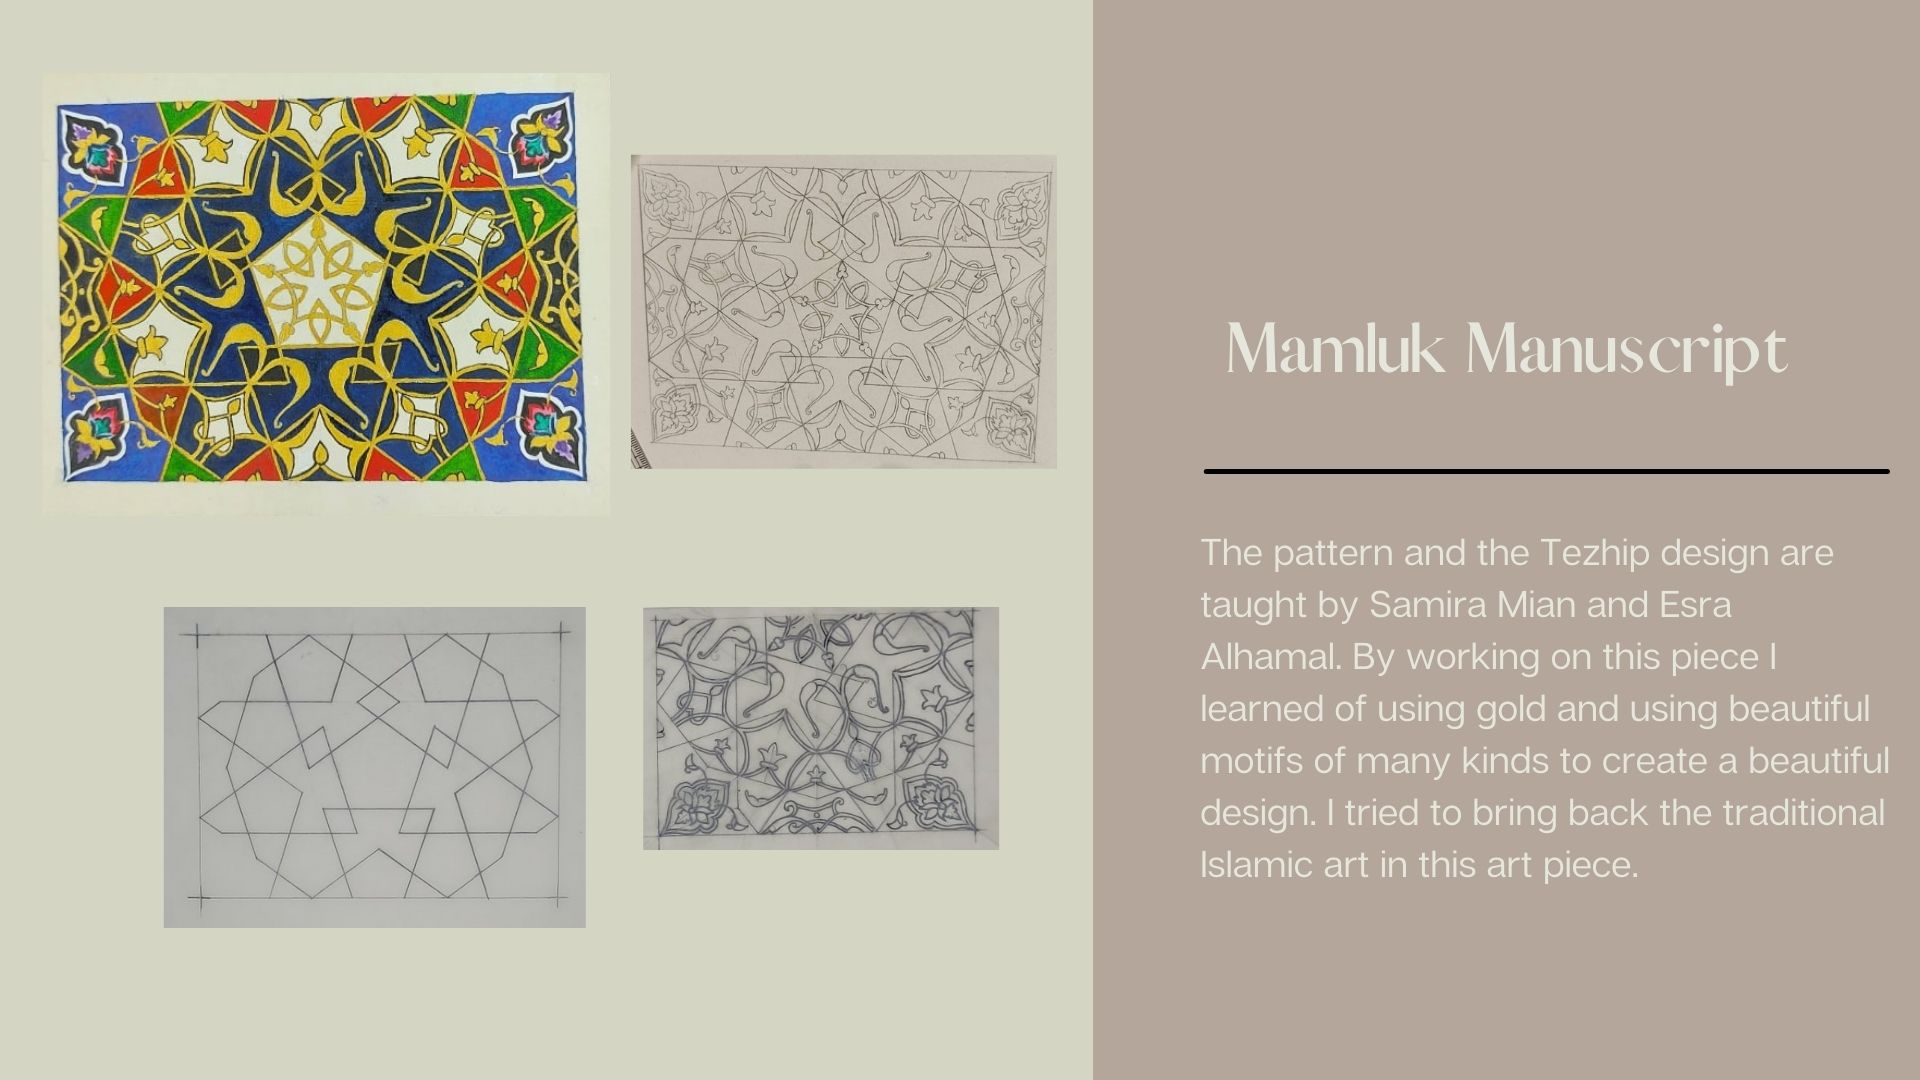 Mamluk Manuscript
The pattern and the Tezhip design are
taught by Samira Mian and Esra
Alhamal. By working on this piece I
learned of using gold and using beautiful
motifs of many kinds to create a beautiful
design. I tried to bring back the traditional
Islamic art in this art piece.